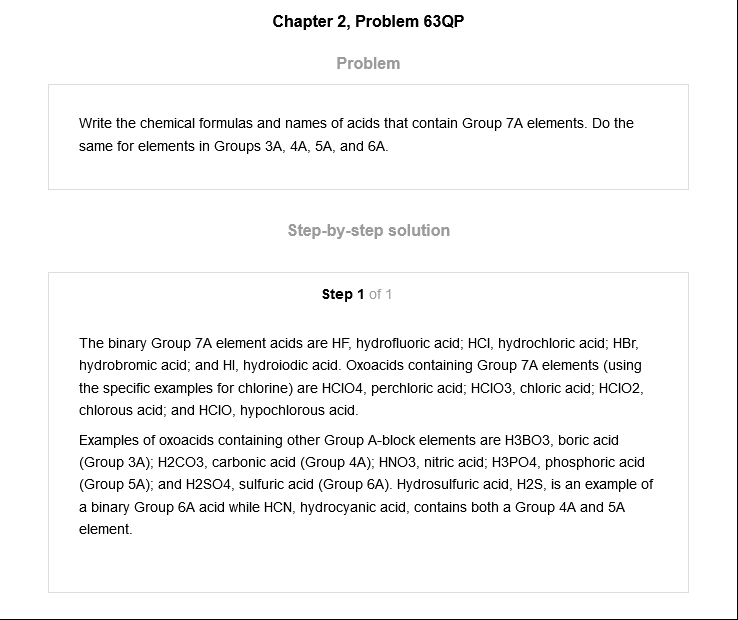 Chapter 2, Problem 63QP
Problem
Write the chemical formulas and names of acids that contain Group 7A elements. Do the
same for elements in Groups 3A, 4A, 5A, and 6A.
Step-by-step solution
Step 1 of 1
The binary Group 7A element acids are HF, hydrofluoric acid; HCl, hydrochloric acid; HBr,
hydrobromic acid; and HI, hydroiodic acid. Oxoacids containing Group 7A elements (using
the specific examples for chlorine) are HClO4, perchloric acid; HClO3, chloric acid; HClO2,
chlorous acid; and HClO, hypochlorous acid.
Examples of oxoacids containing other Group A-block elements are H3BO3, boric acid
(Group 3A); H2CO3, carbonic acid (Group 4A); HNO3, nitric acid; H3PO4, phosphoric acid
(Group 5A); and H2SO4, sulfuric acid (Group 6A). Hydrosulfuric acid, H2S, is an example of
a binary Group 6A acid while HCN, hydrocyanic acid, contains both a Group 4A and 5A
element.